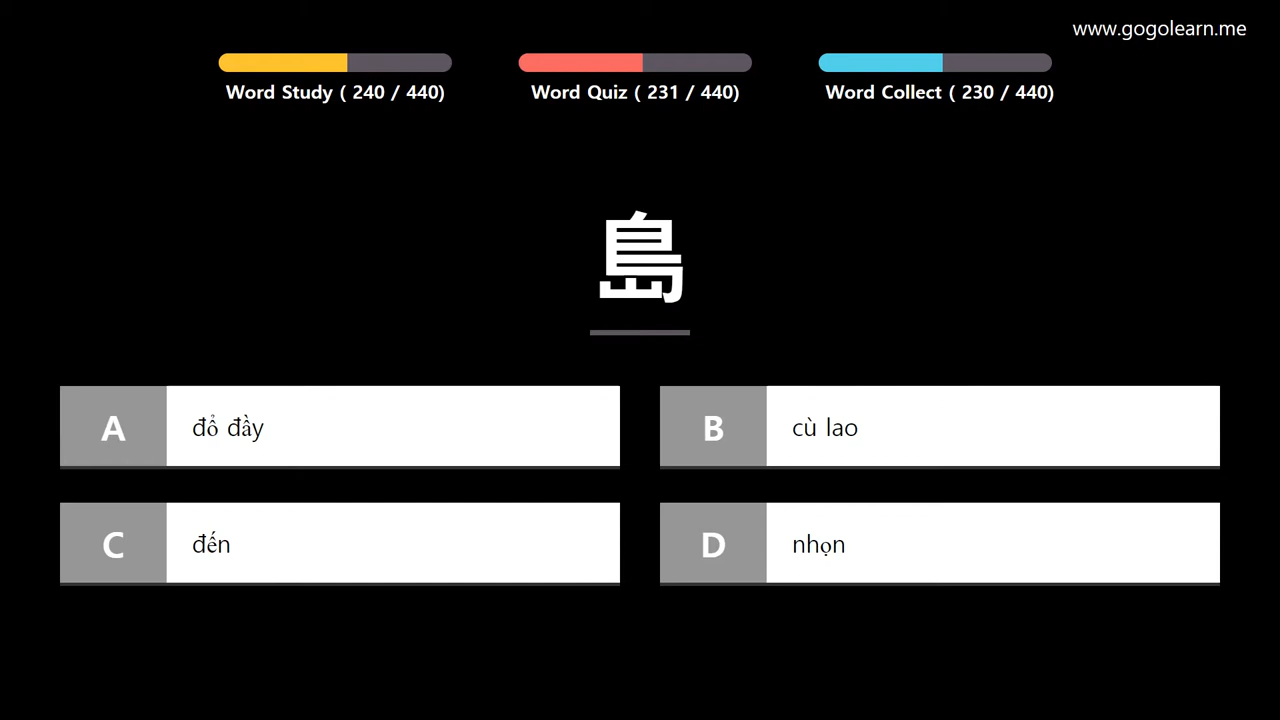 www.gogolearn.me
Word Study ( 240 / 440)
Word Quiz ( 231 / 440)
Word Collect ( 230 / 440)
島
A
đổ đầy
B
cù lao
C
đến
D
nhọn